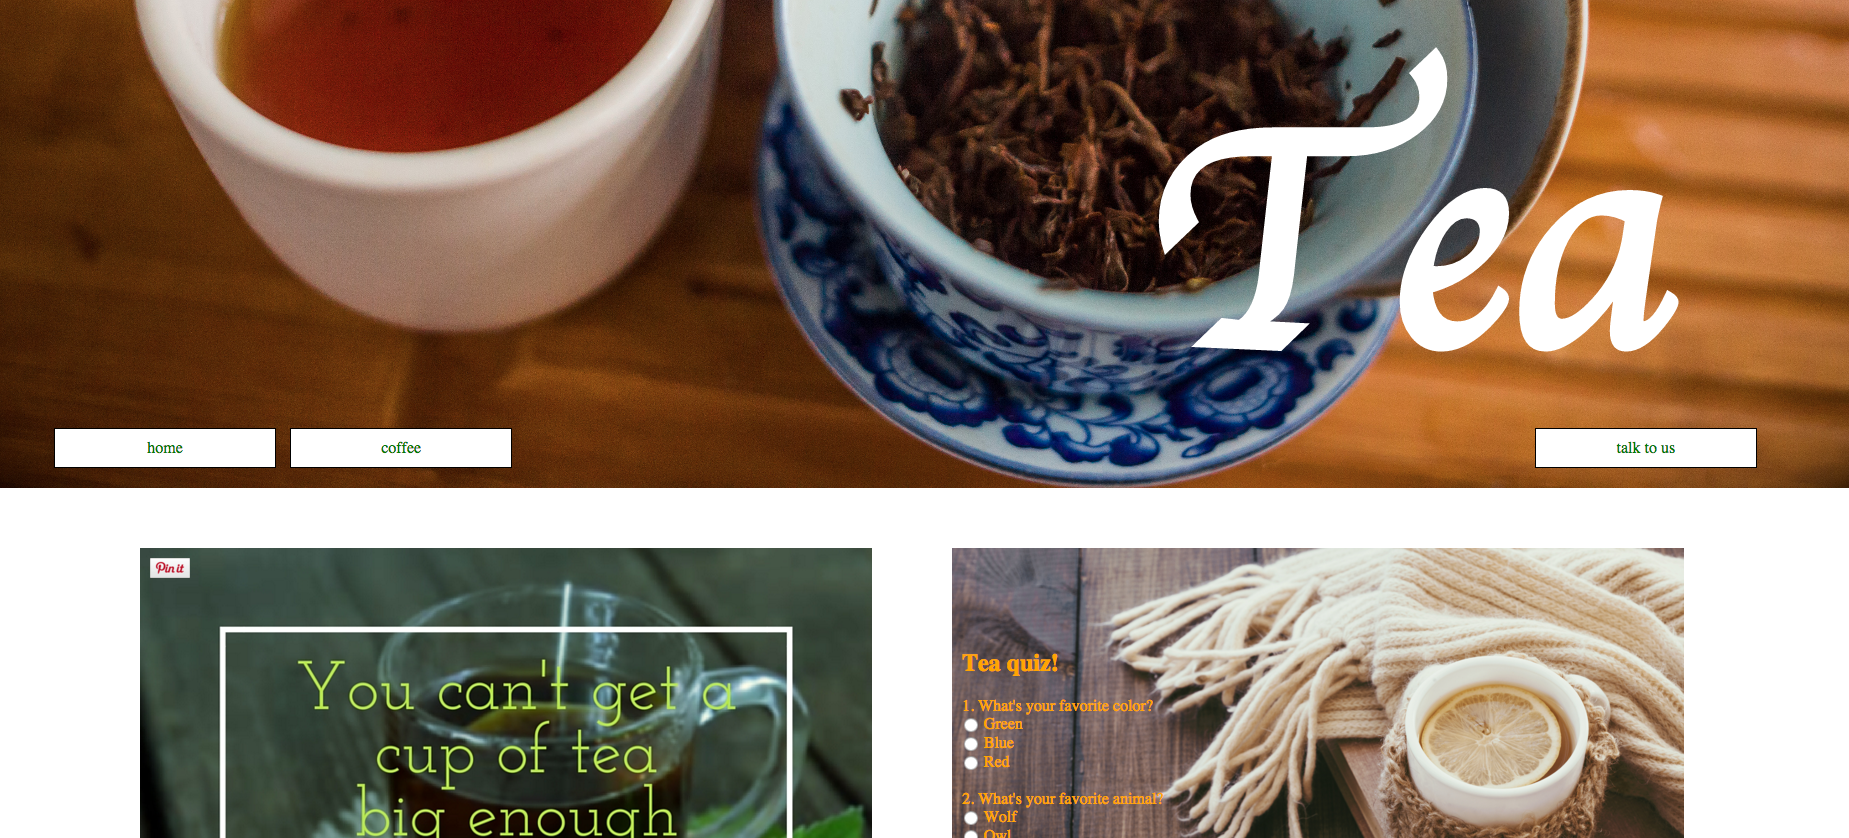 Tea
home
coffee
talk to us
Pin it
You can't get a
cup of tea
big enough
Tea quiz!
1. What's your favorite color?
Green
Blue
Red
2. What's your favorite animal?
Wolf
Owl